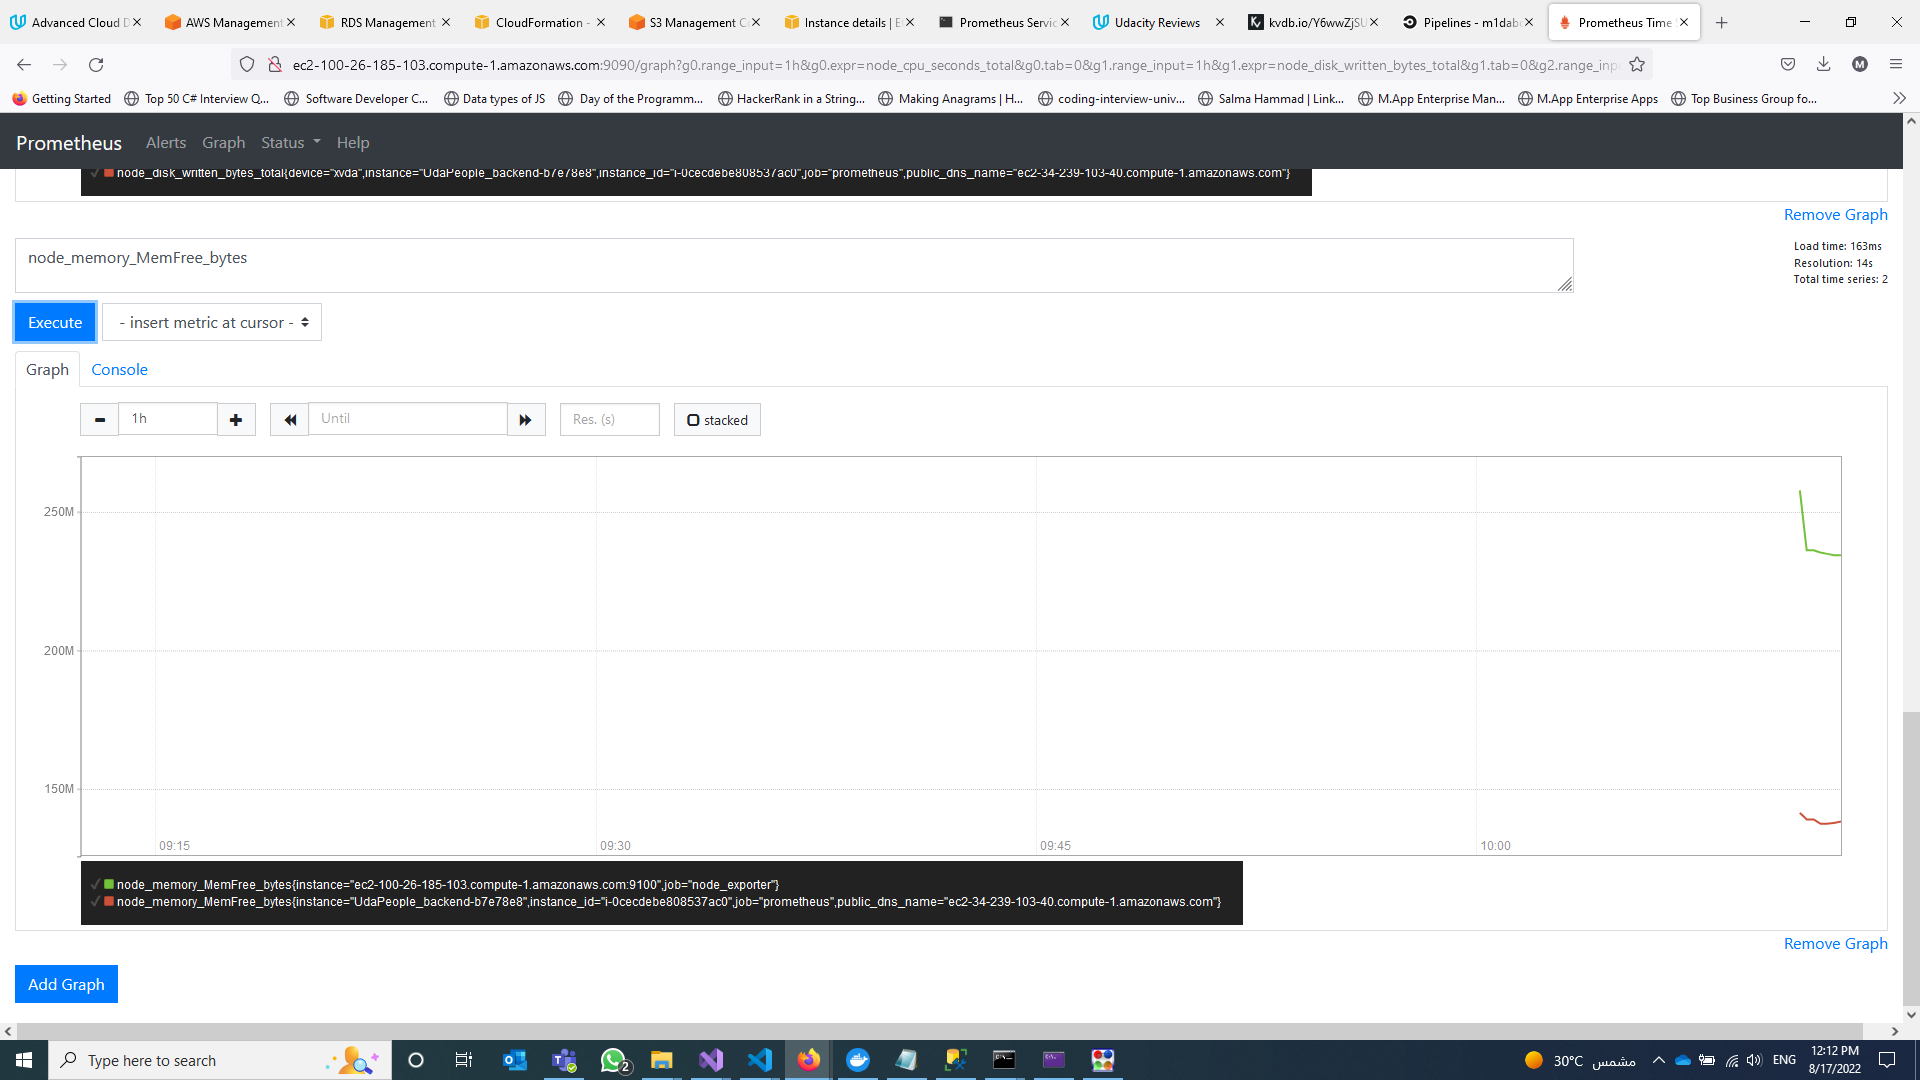 Advanced Cloud D
AWS Management
RDS Management
CloudFormation -
S3 Management Co
Instance details | E
Prometheus Servic
Udacity Reviews
kvdb.io/Y6wwZjSU
Pipelines - m1dab
Prometheus Time S
ec2-100-26-185-103.compute-1.amazonaws.com:9090/graph?g0.range_input=1h&g0.expr=node_cpu_seconds_total&g0.tab=0&g1.range_input=1h&g1.expr=node_disk_written_bytes_total&g1.tab=0&g2.range_inpu
M
Getting Started
Top 50 C# Interview Q...
Software Developer C...
Data types of JS
Day of the Programm...
HackerRank in a String...
Making Anagrams | H...
coding-interview-univ...
Salma Hammad | Link...
M.App Enterprise Man...
M.App Enterprise Apps
Top Business Group fo...
Prometheus Alerts Graph Status Help
node_disk_written_bytes_total{device="xvda",instance="UdaPeople_backend-b7e78e8",instance_id="i-0cecdebe808537ac0",job="prometheus",public_dns_name="ec2-34-239-103-40.compute-1.amazonaws.com"}
Remove Graph
node_memory_MemFree_bytes
Load time: 163ms
Resolution: 14s
Total time series: 2
Execute
- insert metric at cursor -
Graph Console
1h
Until
Res. (s)
stacked
250M
200M
150M
09:15
09:30
09:45
10:00
node_memory_MemFree_bytes{instance="ec2-100-26-185-103.compute-1.amazonaws.com:9100",job="node_exporter"}
node_memory_MemFree_bytes{instance="UdaPeople_backend-b7e78e8",instance_id="i-0cecdebe808537ac0",job="prometheus",public_dns_name="ec2-34-239-103-40.compute-1.amazonaws.com"}
Remove Graph
Add Graph
Type here to search
2
30°C مشمس
ENG
12:12 PM
8/17/2022